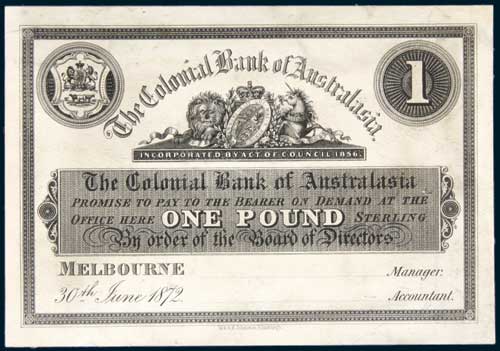 The Colonial Bank of Australasia.
1
INCORPORATED BY ACT OF COUNCIL 1856.
The Colonial Bank of Australasia
PROMISE TO PAY TO THE BEARER ON DEMAND AT THE
OFFICE HERE ONE POUND STERLING
By order of the Board of Directors
MELBOURNE
Manager.
30th June 1872
Accountant.